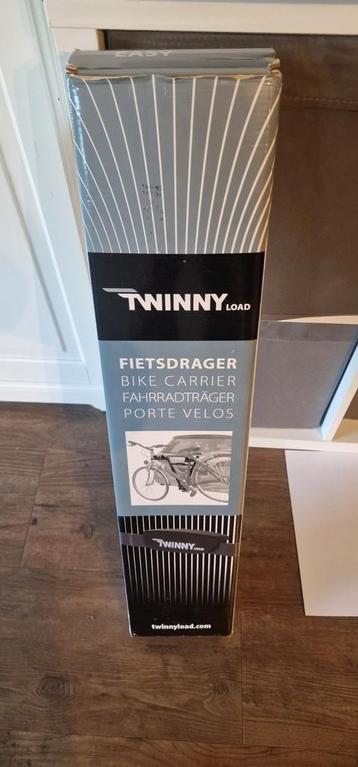 EASY
TWINNY LOAD
FIETSDRAGER
BIKE CARRIER
FAHRRADTRÄGER
PORTE VELOS
TWINNY LOAD
twinnyload.com